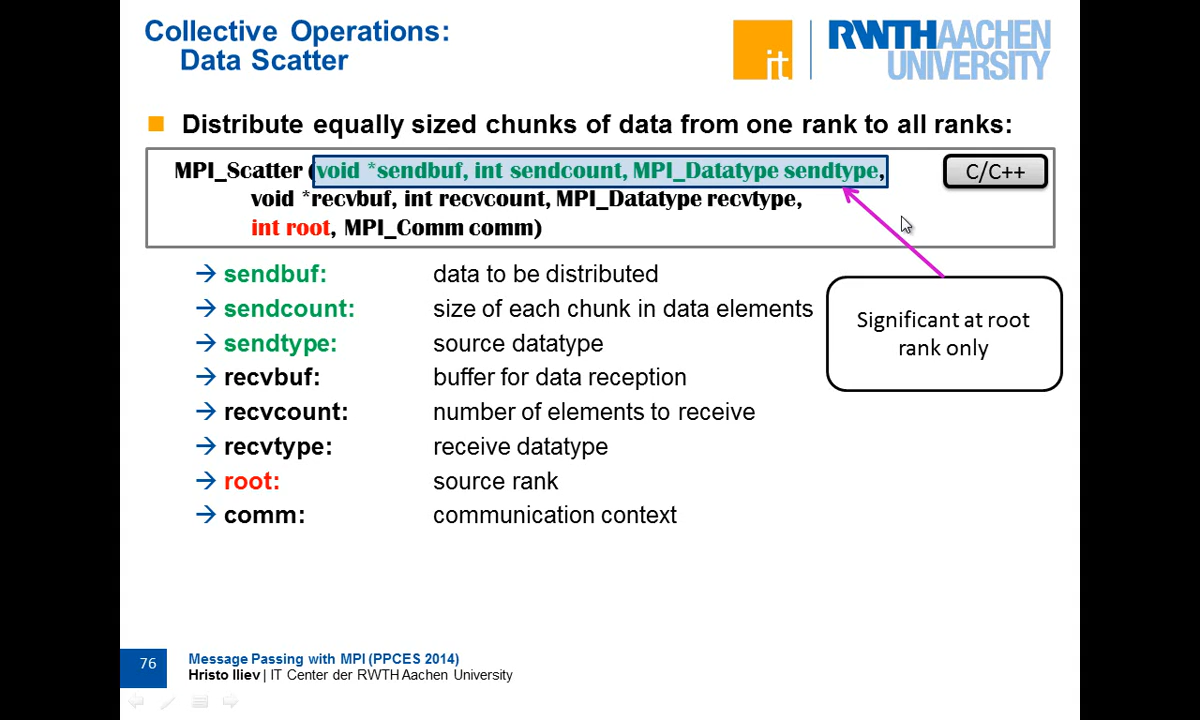 Collective Operations:
Data Scatter
it
RWTHAACHEN
UNIVERSITY
Distribute equally sized chunks of data from one rank to all ranks:
MPI_Scatter (void *sendbuf, int sendcount, MPI_Datatype sendtype,
void *recvbuf, int recvcount, MPI_Datatype recvtype,
int root, MPI_Comm comm)
C/C++
→ sendbuf: data to be distributed
→ sendcount: size of each chunk in data elements
→ sendtype: source datatype
→ recvbuf: buffer for data reception
→ recvcount: number of elements to receive
→ recvtype: receive datatype
→ root: source rank
→ comm: communication context
Significant at root
rank only
76
Message Passing with MPI (PPCES 2014)
Hristo Iliev | IT Center der RWTH Aachen University